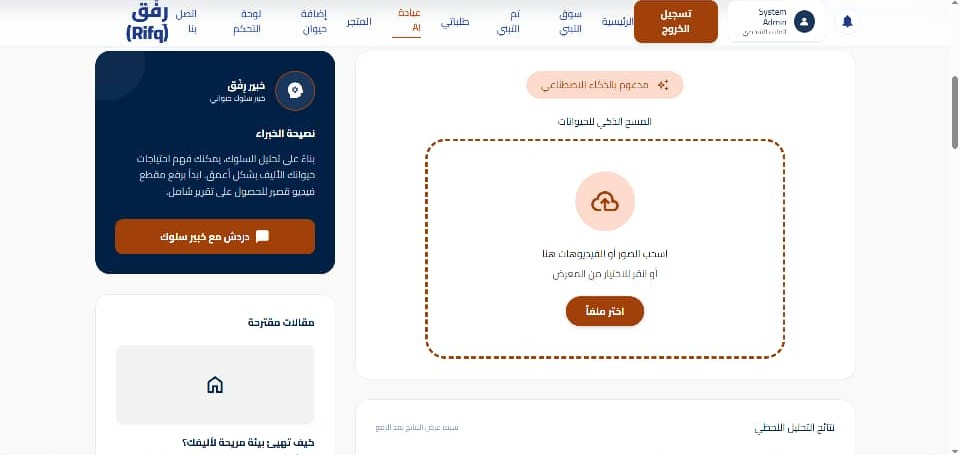 System
Admin
الملف الشخصي
تسجيل
الخروج
الرئيسية
سوق
التبني
تم
التبني
طلباتي
عيادة
AI
المتجر
إضافة
حيوان
لوحة
التحكم
اتصل
بنا
رِفْق
(Rifq)
مدعوم بالذكاء الاصطناعي
المسح الذكي للحيوانات
اسحب الصور أو الفيديوهات هنا
أو انقر للاختيار من المعرض
اختر ملفاً
نتائج التحليل اللحظي
سيتم عرض النتائج بعد الرفع
خبير رِفْق
خبير سلوك حيواني
نصيحة الخبراء
بناءً على تحليل السلوك، يمكنك فهم احتياجات
حيوانك الأليف بشكل أعمق. ابدأ برفع مقطع
فيديو قصير للحصول على تقرير شامل.
دردش مع خبير سلوك
مقالات مقترحة
كيف تهيئ بيئة مريحة لأليفك؟